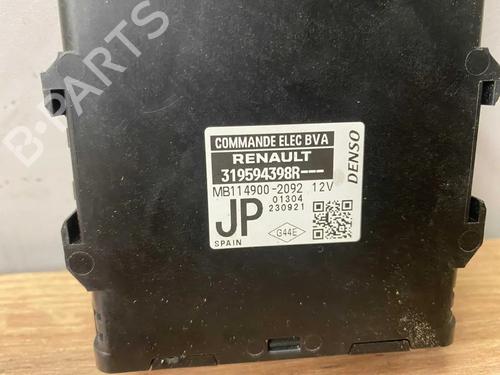 B-PARTS
COMMANDE ELEC BVA
RENAULT
319594398R---
MB114900-2092 12V
DENSO
JP
01304
230921
SPAIN
G44E